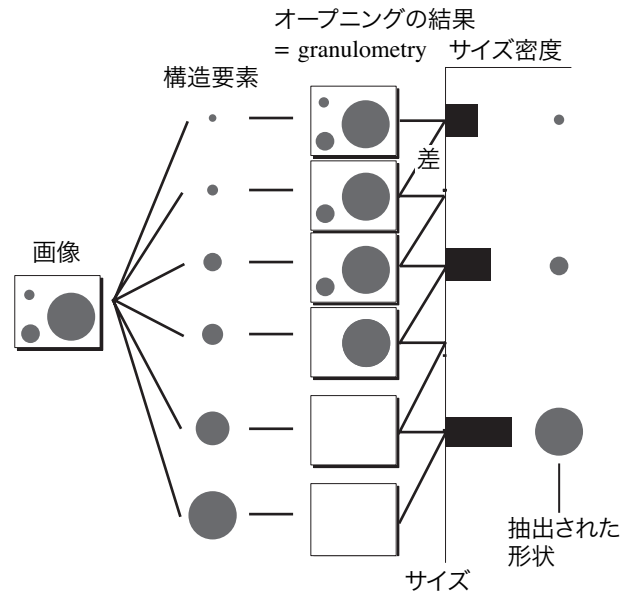 オープニングの結果
= granulometry
サイズ密度
構造要素
差
画像
抽出された
形状
サイズ